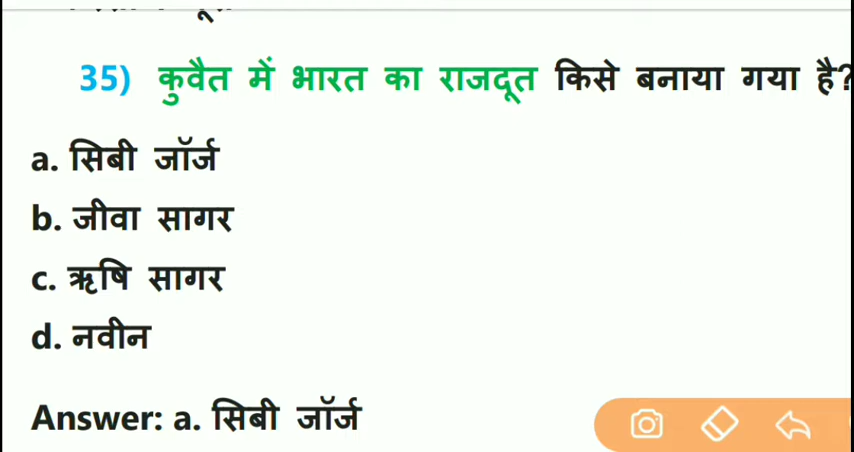 35) कुवैत में भारत का राजदूत किसे बनाया गया है?
a. सिबी जॉर्ज
b. जीवा सागर
c. ऋषि सागर
d. नवीन
Answer: a. सिबी जॉर्ज